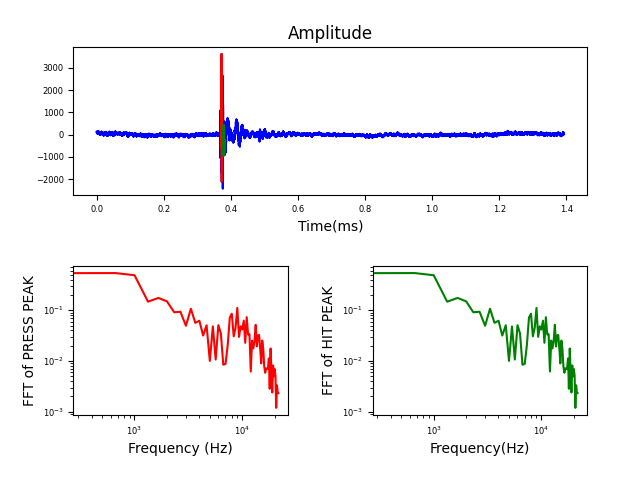 Amplitude
3000
2000
1000
0
−1000
−2000
0.0 0.2 0.4 0.6 0.8 1.0 1.2 1.4
Time(ms)
FFT of PRESS PEAK
10⁻¹
10⁻²
10⁻³
10³ 10⁴
Frequency (Hz)
FFT of HIT PEAK
10⁻¹
10⁻²
10⁻³
10³ 10⁴
Frequency(Hz)